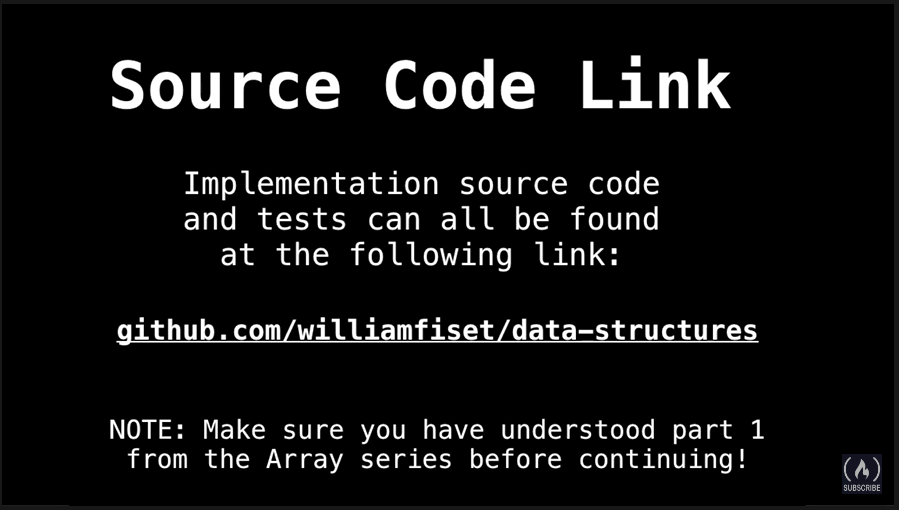 Source Code Link
Implementation source code
and tests can all be found
at the following link:
github.com/williamfiset/data-structures
NOTE: Make sure you have understood part 1
from the Array series before continuing!
SUBSCRIBE